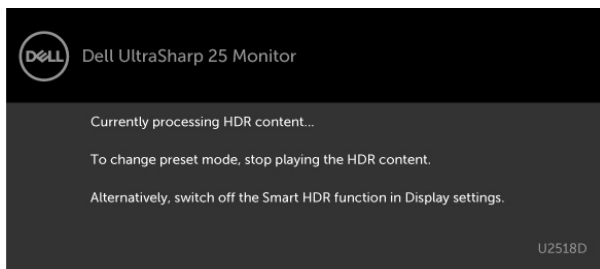 DELL
Dell UltraSharp 25 Monitor
Currently processing HDR content...
To change preset mode, stop playing the HDR content.
Alternatively, switch off the Smart HDR function in Display settings.
U2518D